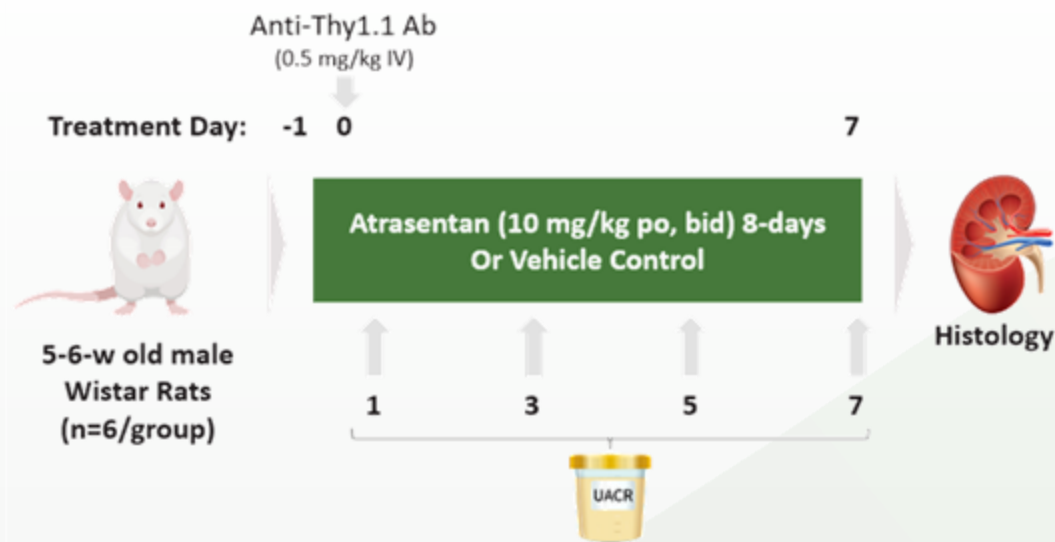 Anti-Thy1.1 Ab
(0.5 mg/kg IV)
Treatment Day: -1 0 7
Atrasentan (10 mg/kg po, bid) 8-days
Or Vehicle Control
Histology
5-6-w old male
Wistar Rats
(n=6/group)
1 3 5 7
UACR